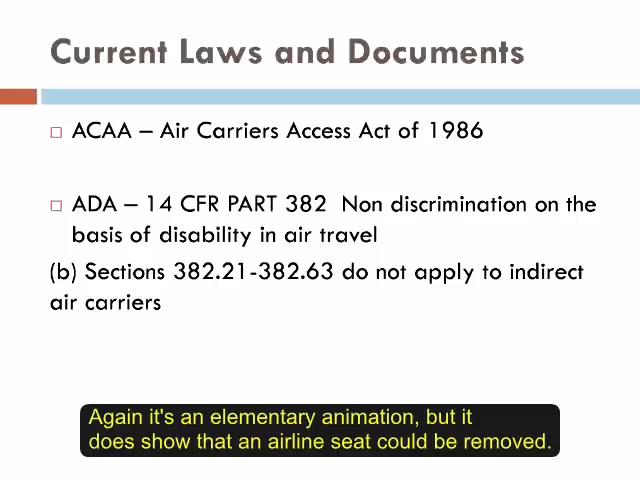 Current Laws and Documents
ACAA – Air Carriers Access Act of 1986
ADA – 14 CFR PART 382  Non discrimination on the
basis of disability in air travel
(b) Sections 382.21-382.63 do not apply to indirect
air carriers
Again it's an elementary animation, but it
does show that an airline seat could be removed.